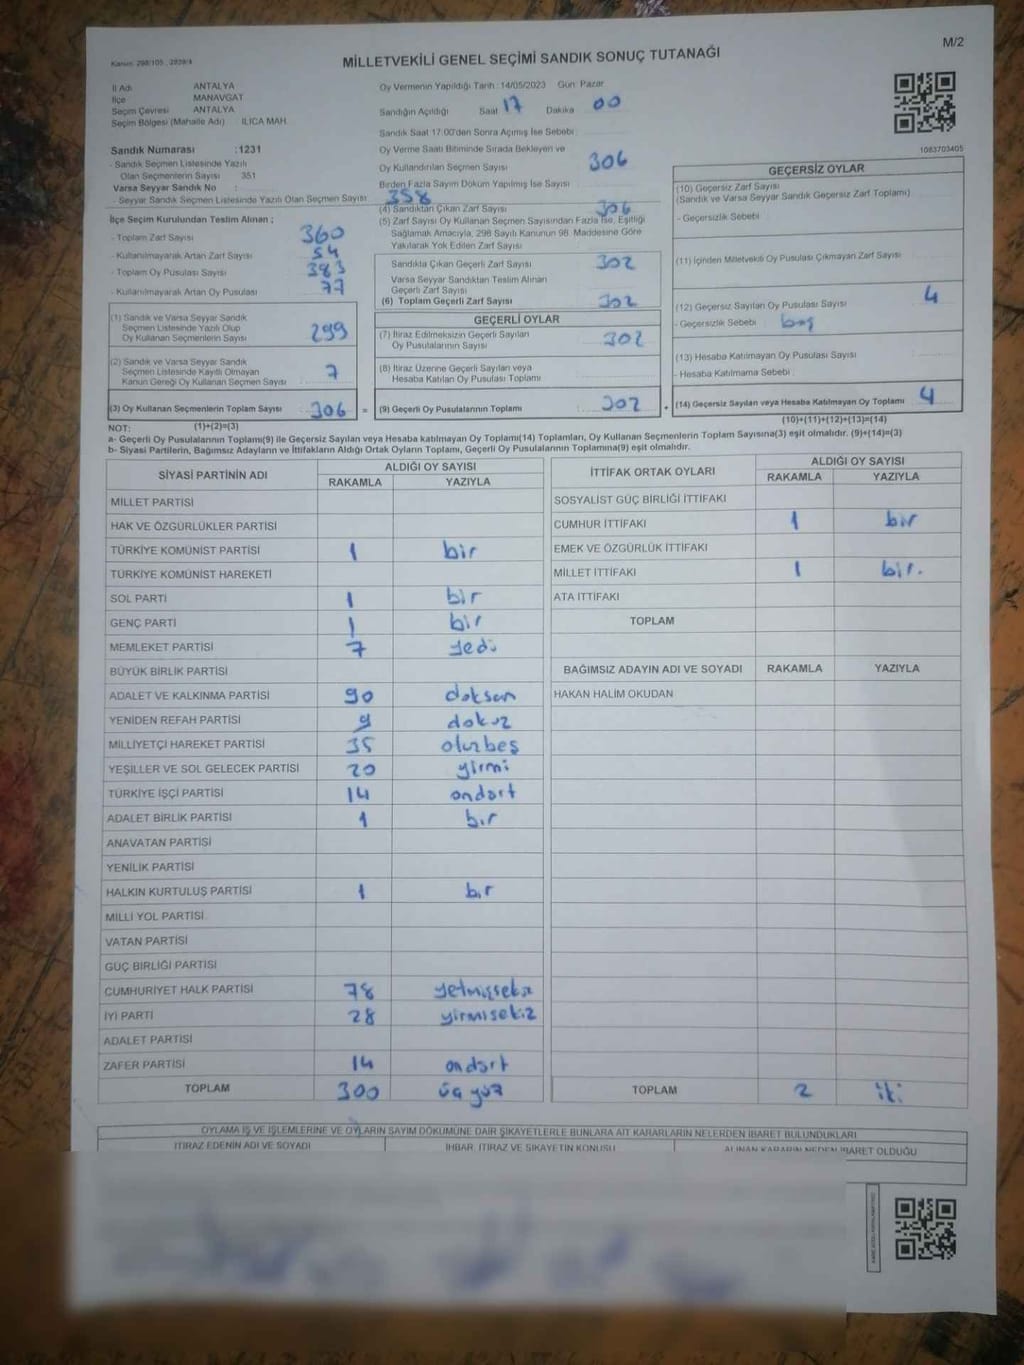 Kanun: 298/105 , 2839/4
MİLLETVEKİLİ GENEL SEÇİMİ SANDIK SONUÇ TUTANAĞI
M/2
İl Adı ANTALYA
İlçe MANAVGAT
Seçim Çevresi ANTALYA
Seçim Bölgesi (Mahalle Adı) ILICA MAH.
Sandık Numarası :1231
- Sandık Seçmen Listesinde Yazılı
Olan Seçmenlerin Sayısı 351
Varsa Seyyar Sandık No :
- Seyyar Sandık Seçmen Listesinde Yazılı Olan Seçmen Sayısı 358
İlçe Seçim Kurulundan Teslim Alınan ;
- Toplam Zarf Sayısı 360
- Kullanılmayarak Artan Zarf Sayısı 54
- Toplam Oy Pusulası Sayısı 383
- Kullanılmayarak Artan Oy Pusulası 77
(1) Sandık ve Varsa Seyyar Sandık
Seçmen Listesinde Yazılı Olup
Oy Kullanan Seçmenlerin Sayısı 299
(2) Sandık ve Varsa Seyyar Sandık
Seçmen Listesinde Kayıtlı Olmayan
Kanun Gereği Oy Kullanan Seçmen Sayısı 7
(3) Oy Kullanan Seçmenlerin Toplam Sayısı 306 =
Oy Vermenin Yapıldığı Tarih : 14/05/2023 Gün: Pazar
Sandığın Açıldığı Saat 17 Dakika 00
Sandık Saat 17:00'den Sonra Açımış İse Sebebi
Oy Verme Saati Bitiminde Sırada Bekleyen ve
Oy Kullandırılan Seçmen Sayısı 306
Birden Fazla Sayım Döküm Yapılmış İse Sayısı
(4) Sandıktan Çıkan Zarf Sayısı 306
(5) Zarf Sayısı Oy Kullanan Seçmen Sayısından Fazla İse, Eşitliği
Sağlamak Amacıyla, 298 Sayılı Kanunun 98. Maddesine Göre
Yakılarak Yok Edilen Zarf Sayısı
Sandıkta Çıkan Geçerli Zarf Sayısı 302
Varsa Seyyar Sandıktan Teslim Alınan
Geçerli Zarf Sayısı
(6) Toplam Geçerli Zarf Sayısı 302
GEÇERLİ OYLAR
(7) İtiraz Edilmeksizin Geçerli Sayılan
Oy Pusulalarının Sayısı 302
(8) İtiraz Üzerine Geçerli Sayılan veya
Hesaba Katılan Oy Pusulası Toplamı
(9) Geçerli Oy Pusulalarının Toplamı 302 +
1083703405
GEÇERSİZ OYLAR
(10) Geçersiz Zarf Sayısı
(Sandık ve Varsa Seyyar Sandık Geçersiz Zarf Toplamı)
- Geçersizlik Sebebi
(11) İçinden Milletvekili Oy Pusulası Çıkmayan Zarf Sayısı
(12) Geçersiz Sayılan Oy Pusulası Sayısı 4
- Geçersizlik Sebebi : boş
(13) Hesaba Katılmayan Oy Pusulası Sayısı
- Hesaba Katılmama Sebebi :
(14) Geçersiz Sayılan veya Hesaba Katılmayan Oy Toplamı 4
NOT: (1)+(2)=(3) (10)+(11)+(12)+(13)=(14)
a- Geçerli Oy Pusulalarının Toplamı(9) ile Geçersiz Sayılan veya Hesaba katılmayan Oy Toplamı(14) Toplamları, Oy Kullanan Seçmenlerin Toplam Sayısına(3) eşit olmalıdır. (9)+(14)=(3)
b- Siyasi Partilerin, Bağımsız Adayların ve İttifakların Aldığı Ortak Oyların Toplamı, Geçerli Oy Pusulalarının Toplamına(9) eşit olmalıdır.
SİYASİ PARTİNİN ADI ALDIĞI OY SAYISI
RAKAMLA YAZIYLA
MİLLET PARTİSİ
HAK VE ÖZGÜRLÜKLER PARTİSİ
TÜRKİYE KOMÜNİST PARTİSİ 1 bir
TÜRKİYE KOMÜNİST HAREKETİ
SOL PARTİ 1 bir
GENÇ PARTİ 1 bir
MEMLEKET PARTİSİ 7 yedi
BÜYÜK BİRLİK PARTİSİ
ADALET VE KALKINMA PARTİSİ 90 doksan
YENİDEN REFAH PARTİSİ 9 dokuz
MİLLİYETÇİ HAREKET PARTİSİ 35 otuzbeş
YEŞİLLER VE SOL GELECEK PARTİSİ 20 yirmi
TÜRKİYE İŞÇİ PARTİSİ 14 ondört
ADALET BİRLİK PARTİSİ 1 bir
ANAVATAN PARTİSİ
YENİLİK PARTİSİ
HALKIN KURTULUŞ PARTİSİ 1 bir
MİLLİ YOL PARTİSİ
VATAN PARTİSİ
GÜÇ BİRLİĞİ PARTİSİ
CUMHURİYET HALK PARTİSİ 78 yetmişsekiz
İYİ PARTİ 28 yirmisekiz
ADALET PARTİSİ
ZAFER PARTİSİ 14 ondört
TOPLAM 300 üçyüz
İTTİFAK ORTAK OYLARI ALDIĞI OY SAYISI
RAKAMLA YAZIYLA
SOSYALİST GÜÇ BİRLİĞİ İTTİFAKI
CUMHUR İTTİFAKI 1 bir
EMEK VE ÖZGÜRLÜK İTTİFAKI
MİLLET İTTİFAKI 1 bir.
ATA İTTİFAKI
TOPLAM
BAĞIMSIZ ADAYIN ADI VE SOYADI RAKAMLA YAZIYLA
HAKAN HALİM OKUDAN
TOPLAM 2 iki
OYLAMA İŞ VE İŞLEMLERİNE VE OYLARIN SAYIM DÖKÜMÜNE DAİR ŞİKAYETLERLE BUNLARA AİT KARARLARIN NELERDEN İBARET BULUNDUKLARI
İTİRAZ EDENİN ADI VE SOYADI İHBAR, İTİRAZ VE ŞİKAYETİN KONUSU ALINAN KARARIN NEDEN İBARET OLDUĞU